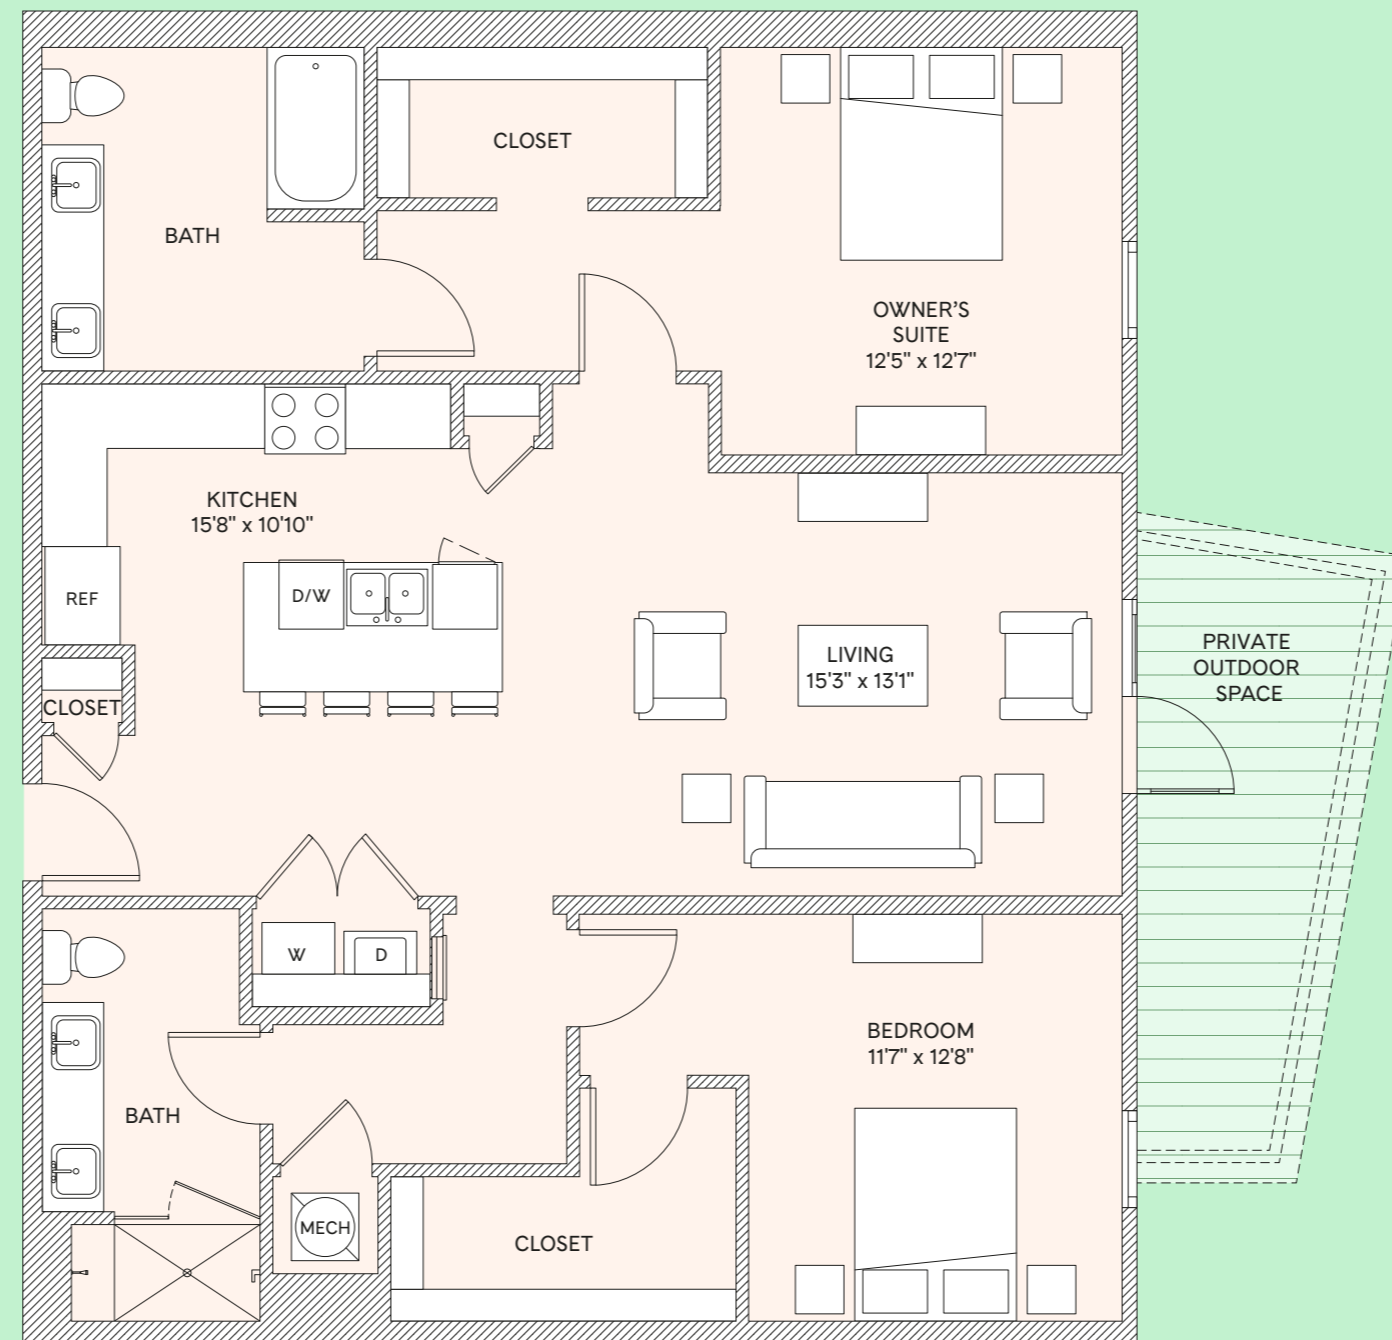 CLOSET
BATH
OWNER'S
SUITE
12'5" x 12'7"
KITCHEN
15'8" x 10'10"
REF
D/W
LIVING
15'3" x 13'1"
PRIVATE
OUTDOOR
SPACE
CLOSET
W
D
BEDROOM
11'7" x 12'8"
BATH
MECH
CLOSET